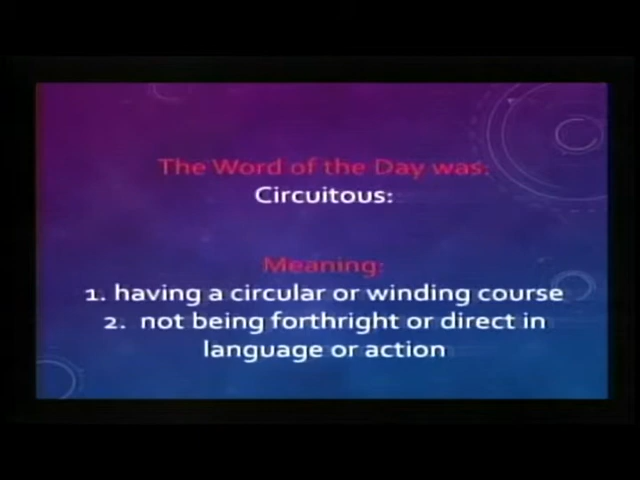 The Word of the Day was:
Circuitous:
Meaning:
1. having a circular or winding course
2. not being forthright or direct in
language or action